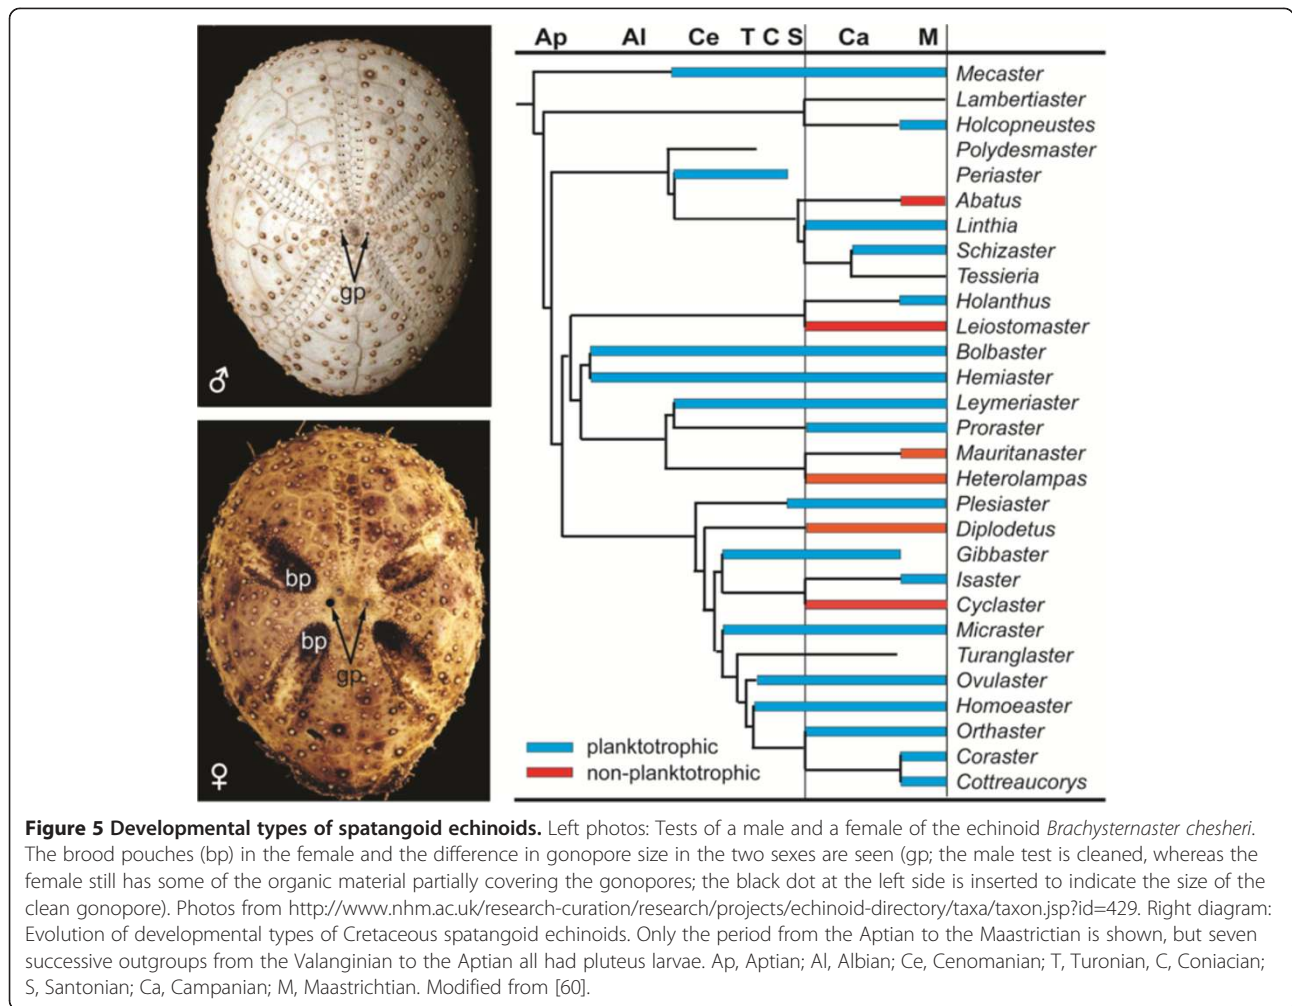 ♂
gp
bp
bp
gp
♀
Ap Al Ce T C S Ca M
Mecaster
Lambertiaster
Holcopneustes
Polydesmaster
Periaster
Abatus
Linthia
Schizaster
Tessieria
Holanthus
Leiostomaster
Bolbaster
Hemiaster
Leymeriaster
Proraster
Mauritanaster
Heterolampas
Plesiaster
Diplodetus
Gibbaster
Isaster
Cyclaster
Micraster
Turanglaster
Ovulaster
Homoeaster
Orthaster
Coraster
Cottreaucorys
planktotrophic
non-planktotrophic
Figure 5 Developmental types of spatangoid echinoids. Left photos: Tests of a male and a female of the echinoid Brachysternaster chesheri.
The brood pouches (bp) in the female and the difference in gonopore size in the two sexes are seen (gp; the male test is cleaned, whereas the
female still has some of the organic material partially covering the gonopores; the black dot at the left side is inserted to indicate the size of the
clean gonopore). Photos from http://www.nhm.ac.uk/research-curation/research/projects/echinoid-directory/taxa/taxon.jsp?id=429. Right diagram:
Evolution of developmental types of Cretaceous spatangoid echinoids. Only the period from the Aptian to the Maastrictian is shown, but seven
successive outgroups from the Valanginian to the Aptian all had pluteus larvae. Ap, Aptian; Al, Albian; Ce, Cenomanian; T, Turonian, C, Coniacian;
S, Santonian; Ca, Campanian; M, Maastrichtian. Modified from [60].